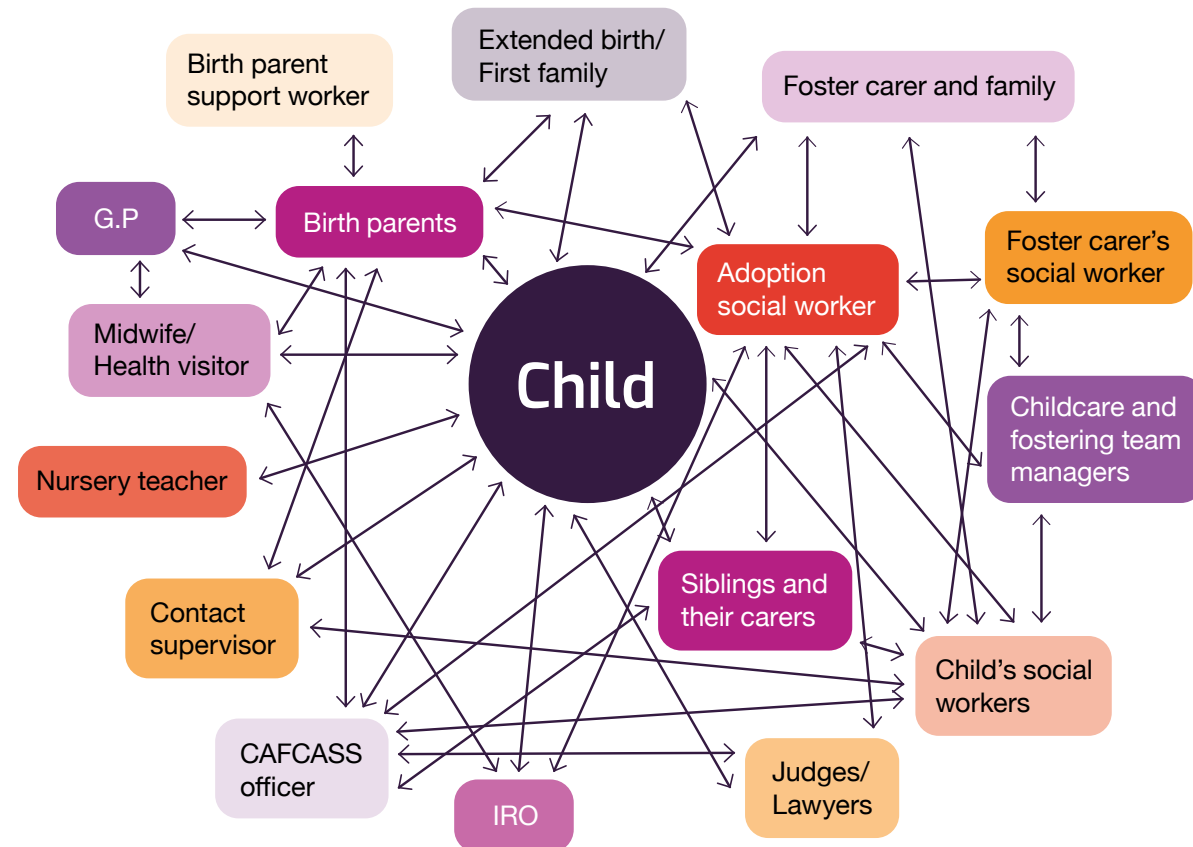 Extended birth/
First family
Birth parent
support worker
Foster carer and family
G.P
Birth parents
Foster carer's
social worker
Adoption
social worker
Midwife/
Health visitor
Child
Childcare and
fostering team
managers
Nursery teacher
Siblings and
their carers
Contact
supervisor
Child's social
workers
CAFCASS
officer
Judges/
Lawyers
IRO